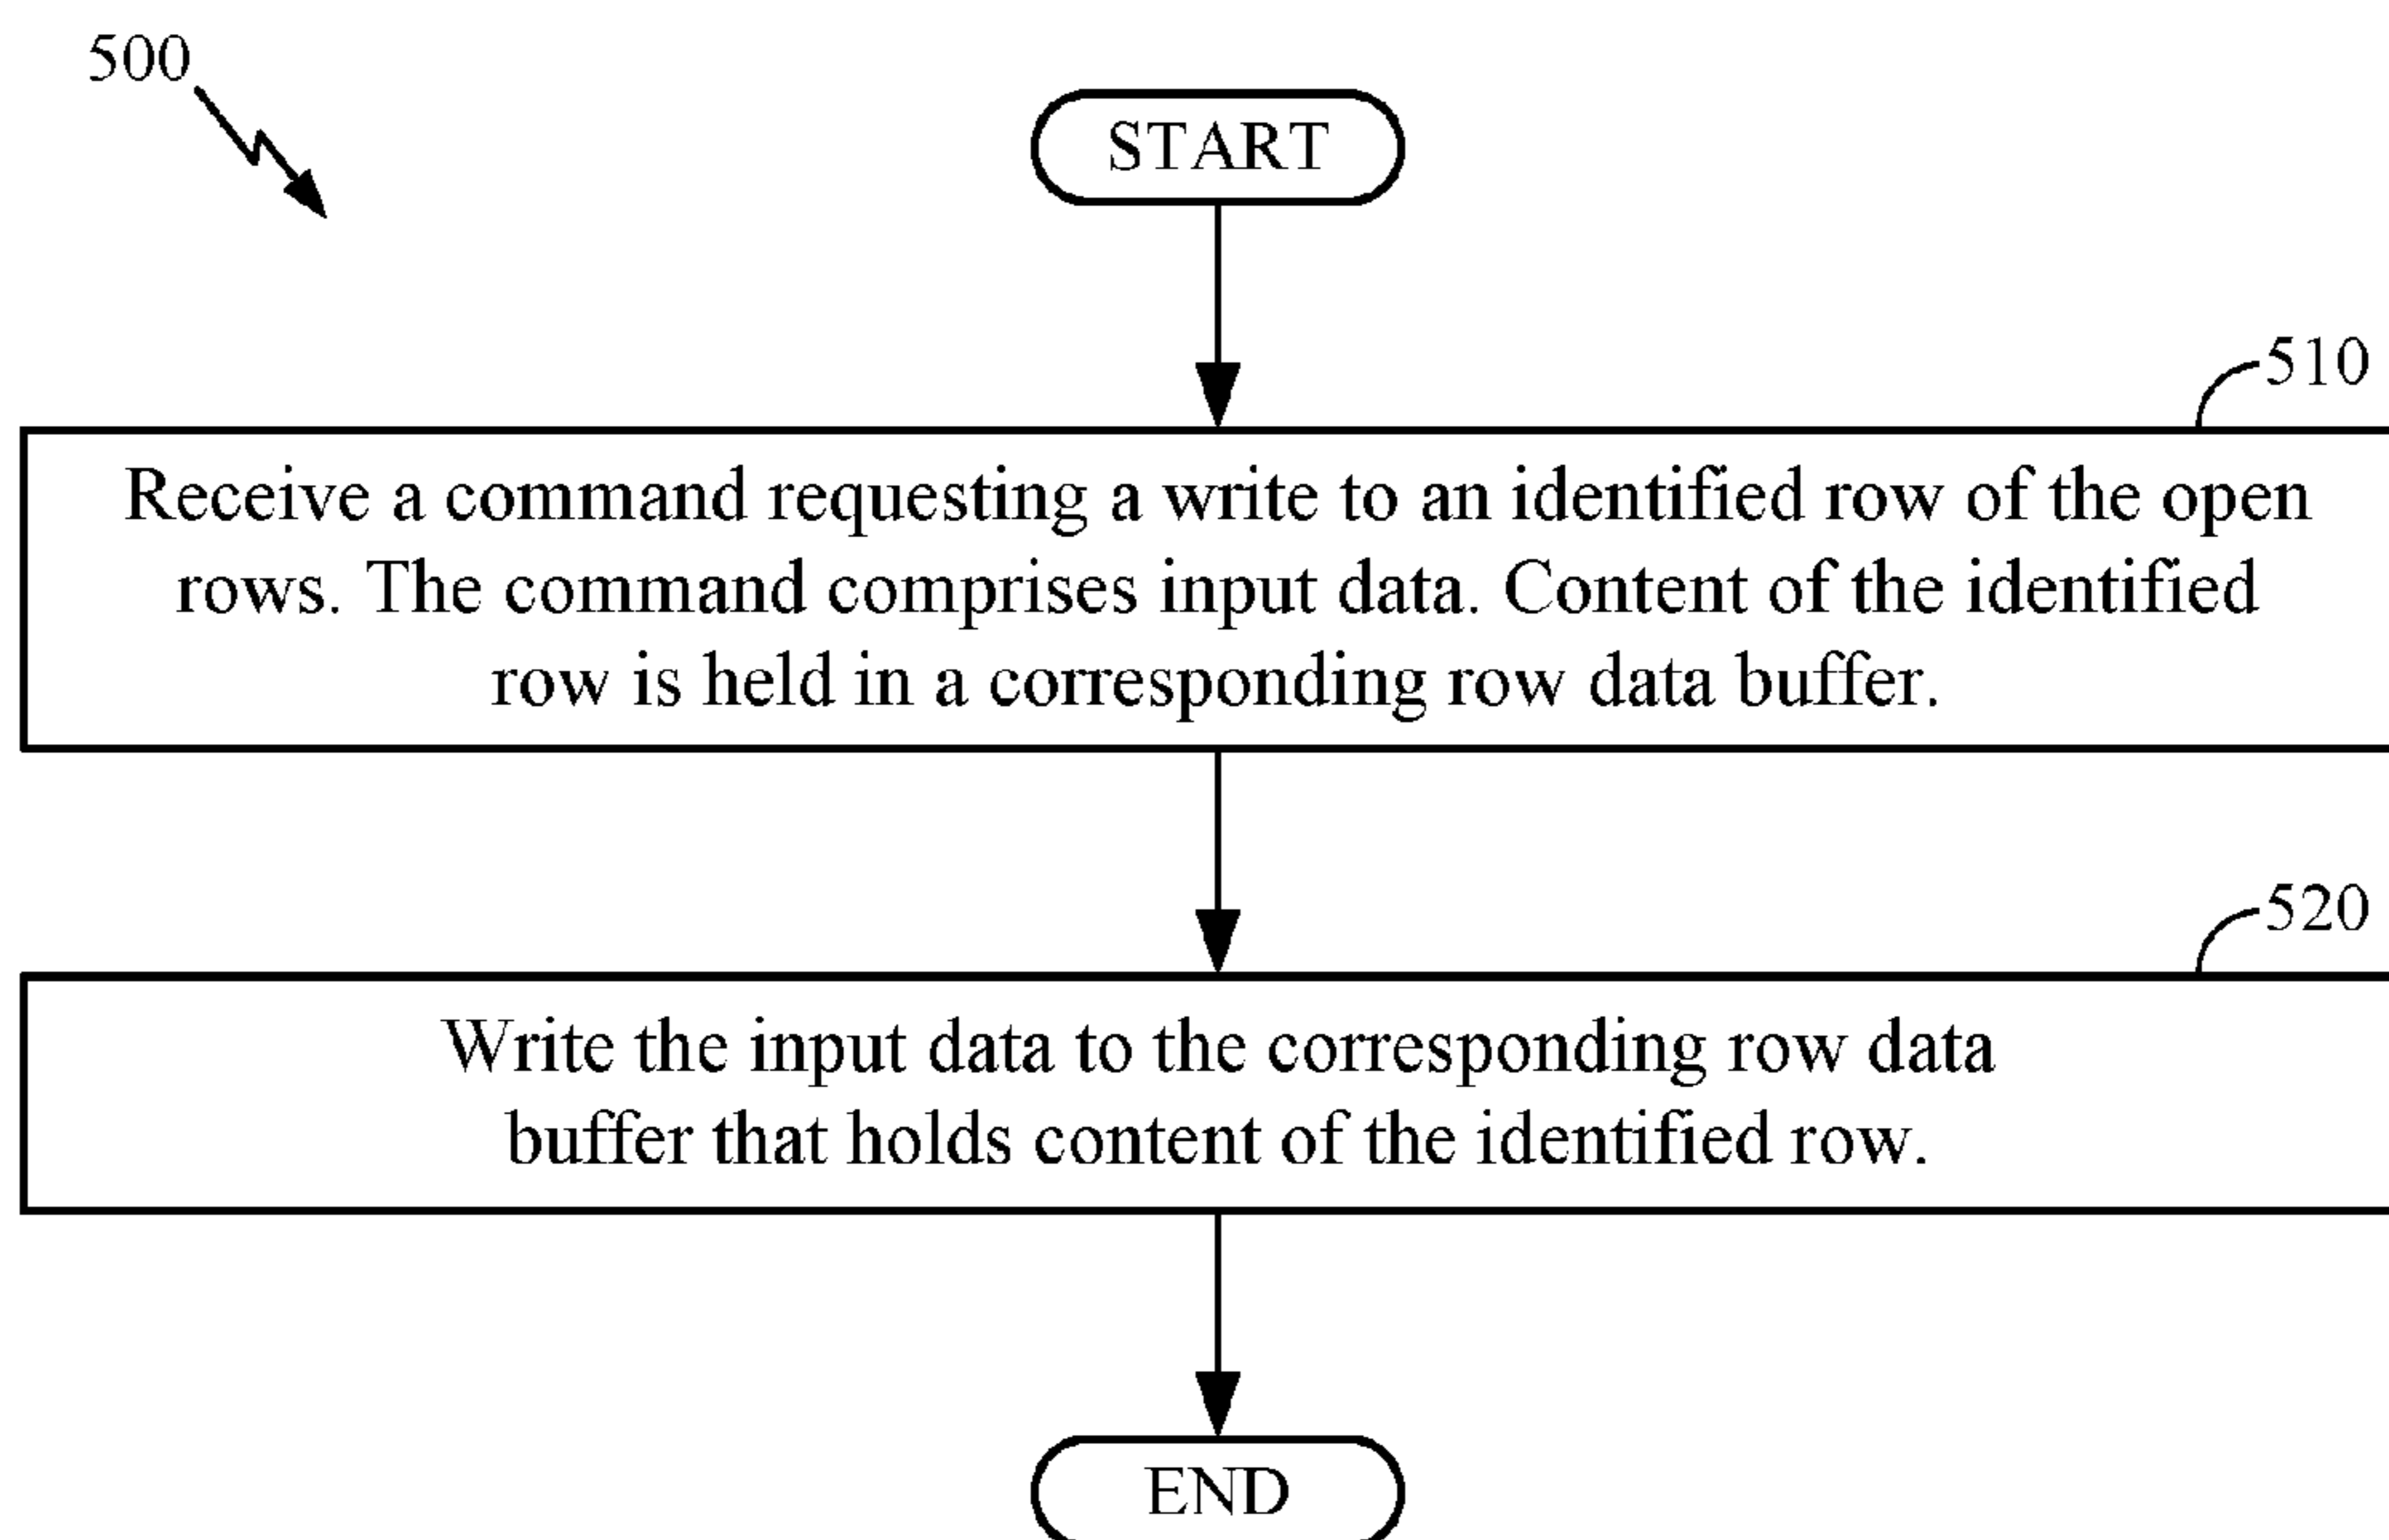 500
START
510
Receive a command requesting a write to an identified row of the open
rows. The command comprises input data. Content of the identified
row is held in a corresponding row data buffer.
520
Write the input data to the corresponding row data
buffer that holds content of the identified row.
END